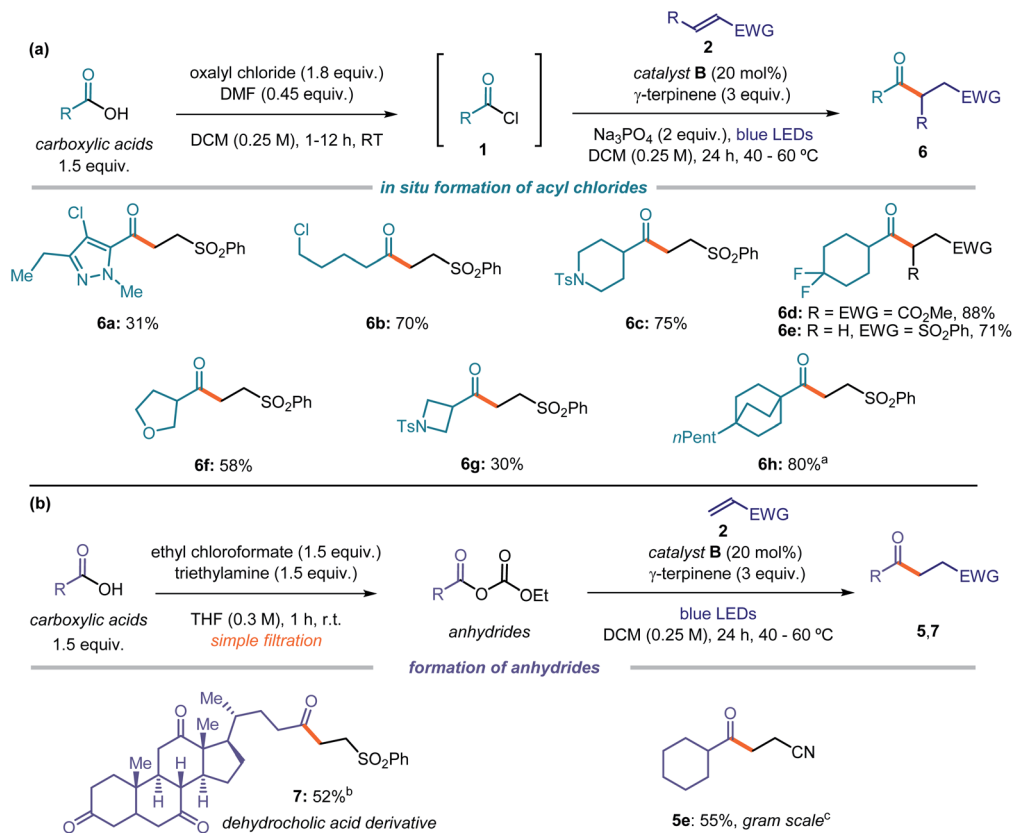 (a)
R
EWG
2
O
R
OH
carboxylic acids
1.5 equiv.
oxalyl chloride (1.8 equiv.)
DMF (0.45 equiv.)
DCM (0.25 M), 1-12 h, RT
O
R
Cl
1
catalyst B (20 mol%)
γ-terpinene (3 equiv.)
Na₃PO₄ (2 equiv.), blue LEDs
DCM (0.25 M), 24 h, 40 - 60 ºC
O
R
EWG
R
6
in situ formation of acyl chlorides
Cl
O
SO₂Ph
N
N
Me
Me
6a: 31%
Cl
O
SO₂Ph
6b: 70%
O
SO₂Ph
TsN
6c: 75%
O
EWG
R
F
F
6d: R = EWG = CO₂Me, 88%
6e: R = H, EWG = SO₂Ph, 71%
O
SO₂Ph
O
6f: 58%
O
SO₂Ph
TsN
6g: 30%
O
SO₂Ph
nPent
6h: 80%ᵃ
(b)
EWG
2
O
R
OH
carboxylic acids
1.5 equiv.
ethyl chloroformate (1.5 equiv.)
triethylamine (1.5 equiv.)
THF (0.3 M), 1 h, r.t.
simple filtration
O
O
R
O
OEt
anhydrides
catalyst B (20 mol%)
γ-terpinene (3 equiv.)
blue LEDs
DCM (0.25 M), 24 h, 40 - 60 ºC
O
R
EWG
5,7
formation of anhydrides
Me
O
O
Me
SO₂Ph
Me
H
H
H
O
O
7: 52%ᵇ
dehydrocholic acid derivative
O
CN
5e: 55%, gram scaleᶜ